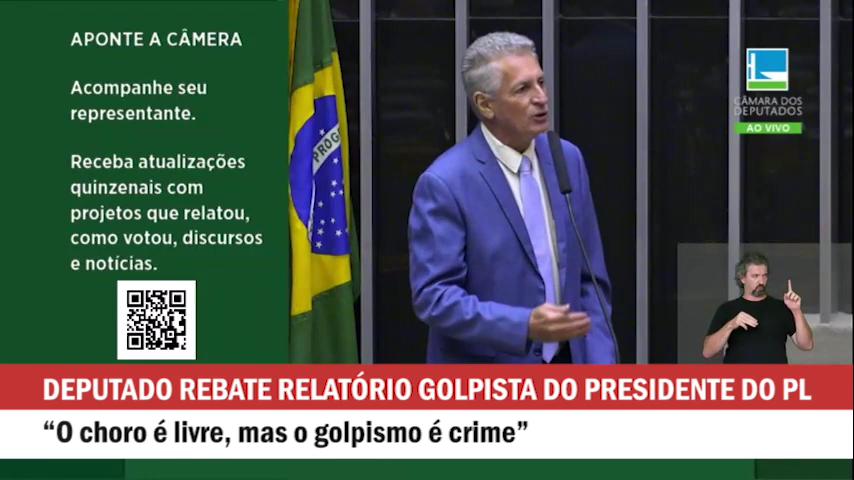 APONTE A CÂMERA
Acompanhe seu
representante.
Receba atualizações
quinzenais com
projetos que relatou,
como votou, discursos
e notícias.
PROG
CÂMARA DOS
DEPUTADOS
AO VIVO
DEPUTADO REBATE RELATÓRIO GOLPISTA DO PRESIDENTE DO PL
“O choro é livre, mas o golpismo é crime”